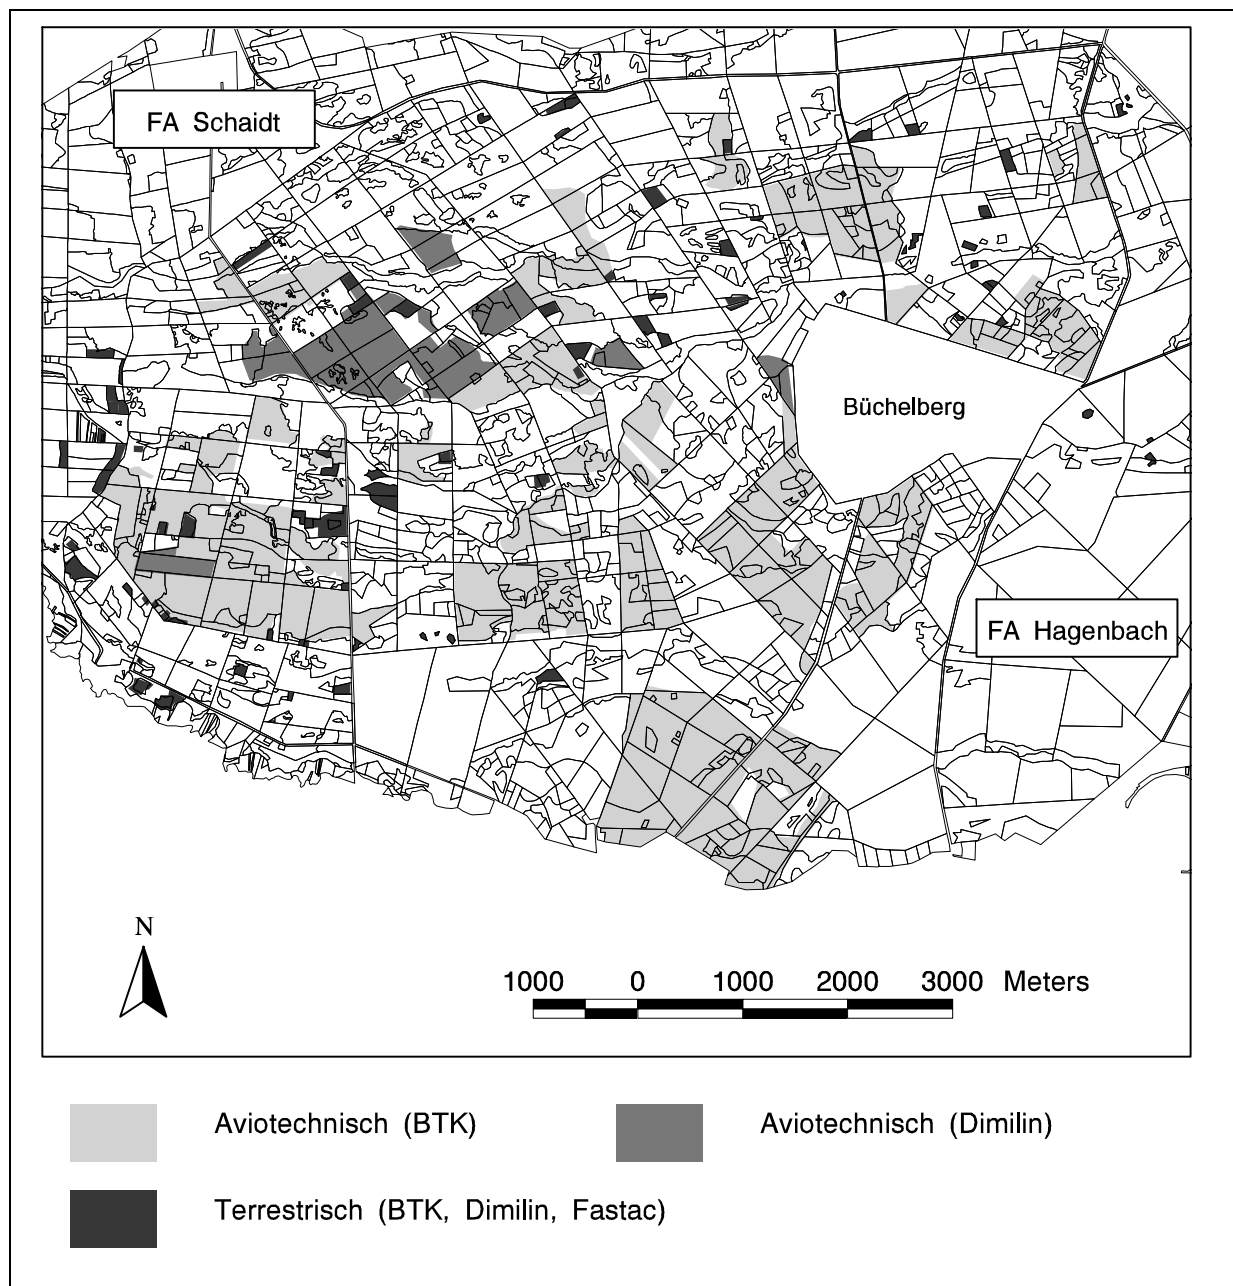 FA Schaidt
Büchelberg
FA Hagenbach
N
1000 0 1000 2000 3000 Meters
Aviotechnisch (BTK)
Aviotechnisch (Dimilin)
Terrestrisch (BTK, Dimilin, Fastac)